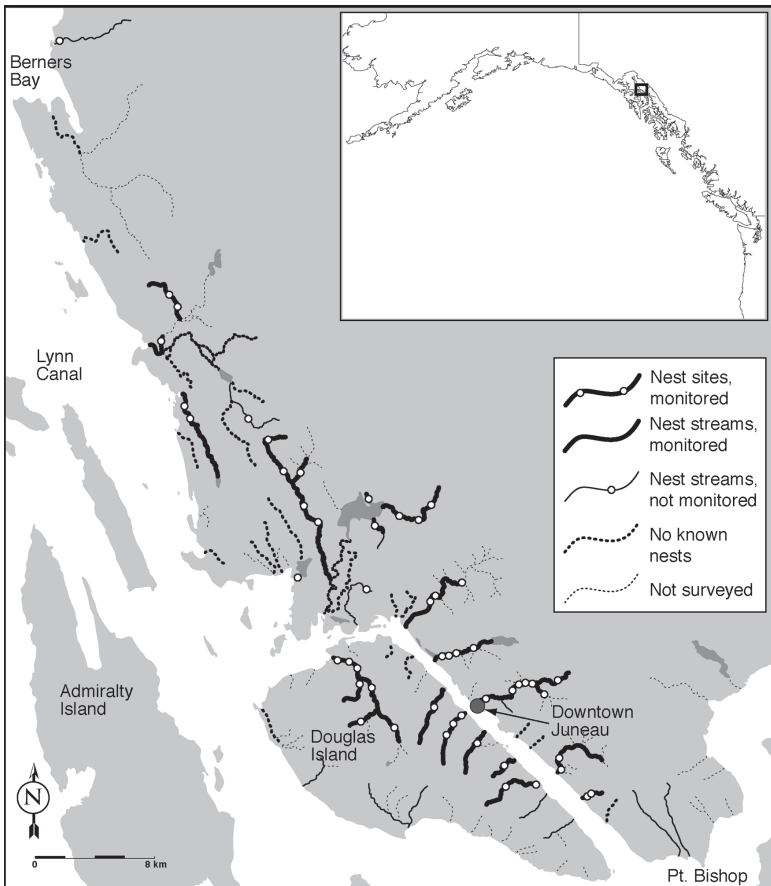 Berners
Bay
Lynn
Canal
Nest sites,
monitored
Nest streams,
monitored
Nest streams,
not monitored
No known
nests
Not surveyed
Admiralty
Island
Douglas
Island
Downtown
Juneau
N
0 8 km
Pt. Bishop